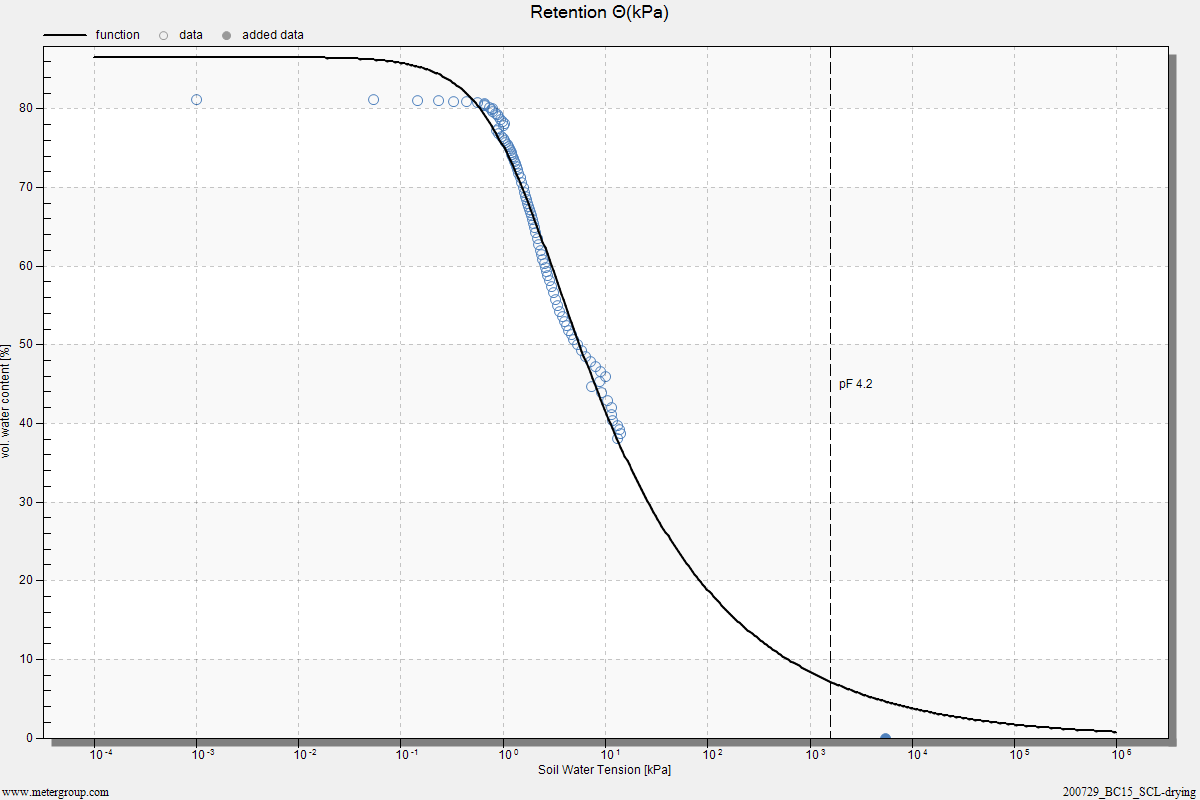 Retention Θ(kPa)
function data added data
80
70
60
50
40
30
20
10
0
vol. water content [%]
pF 4.2
10⁻⁴ 10⁻³ 10⁻² 10⁻¹ 10⁰ 10¹ 10² 10³ 10⁴ 10⁵ 10⁶
Soil Water Tension [kPa]
www.metergroup.com
200729_BC15_SCL-drying